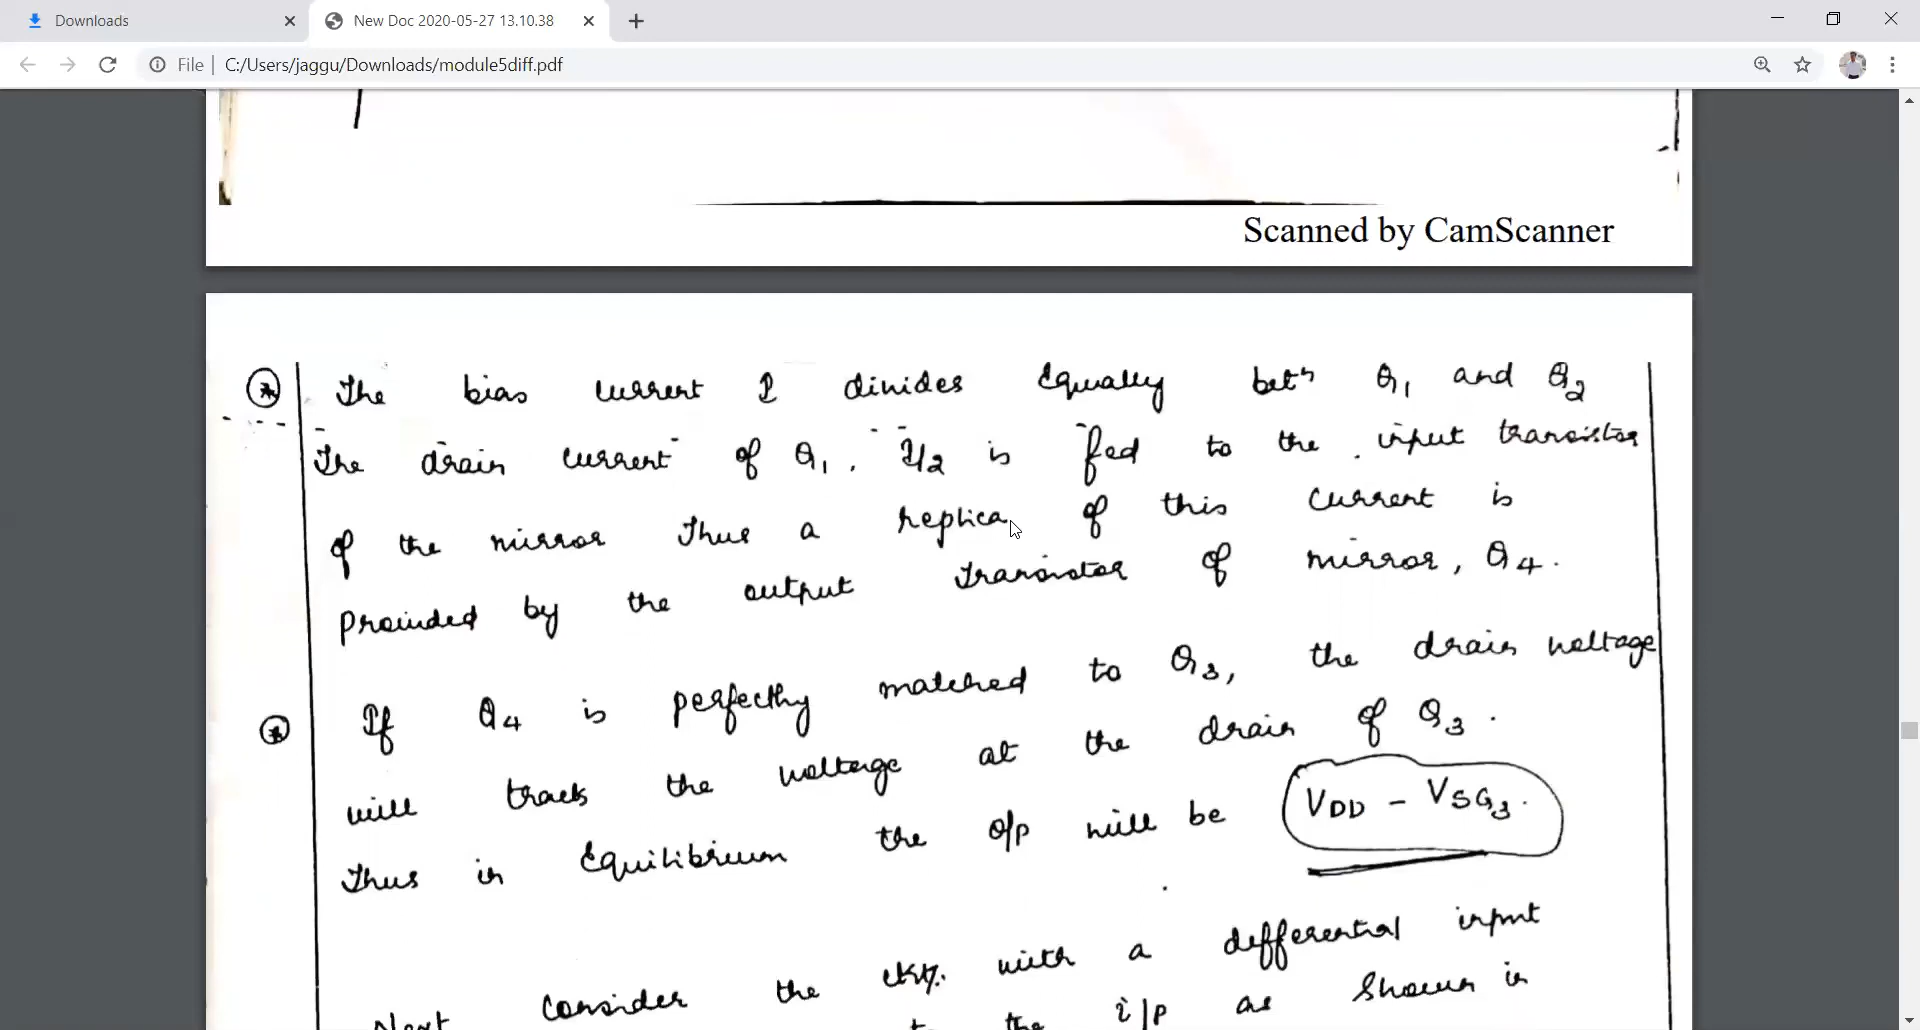 Downloads
New Doc 2020-05-27 13.10.38
File | C:/Users/jaggu/Downloads/module5diff.pdf
Scanned by CamScanner
The bias current I divides Equally betn Q1 and Q2
The drain current of Q1, I/2 is fed to the input transistor
of the mirror Thus a replica of this current is
Provided by the output transistor of mirror, Q4.
If Q4 is perfectly matched to Q3, the drain voltage
will track the voltage at the drain of Q3.
Thus in Equilibrium the o/p will be VDD - VSG3.
Next Consider the ckt. with a differential input
to the i/p as shown in